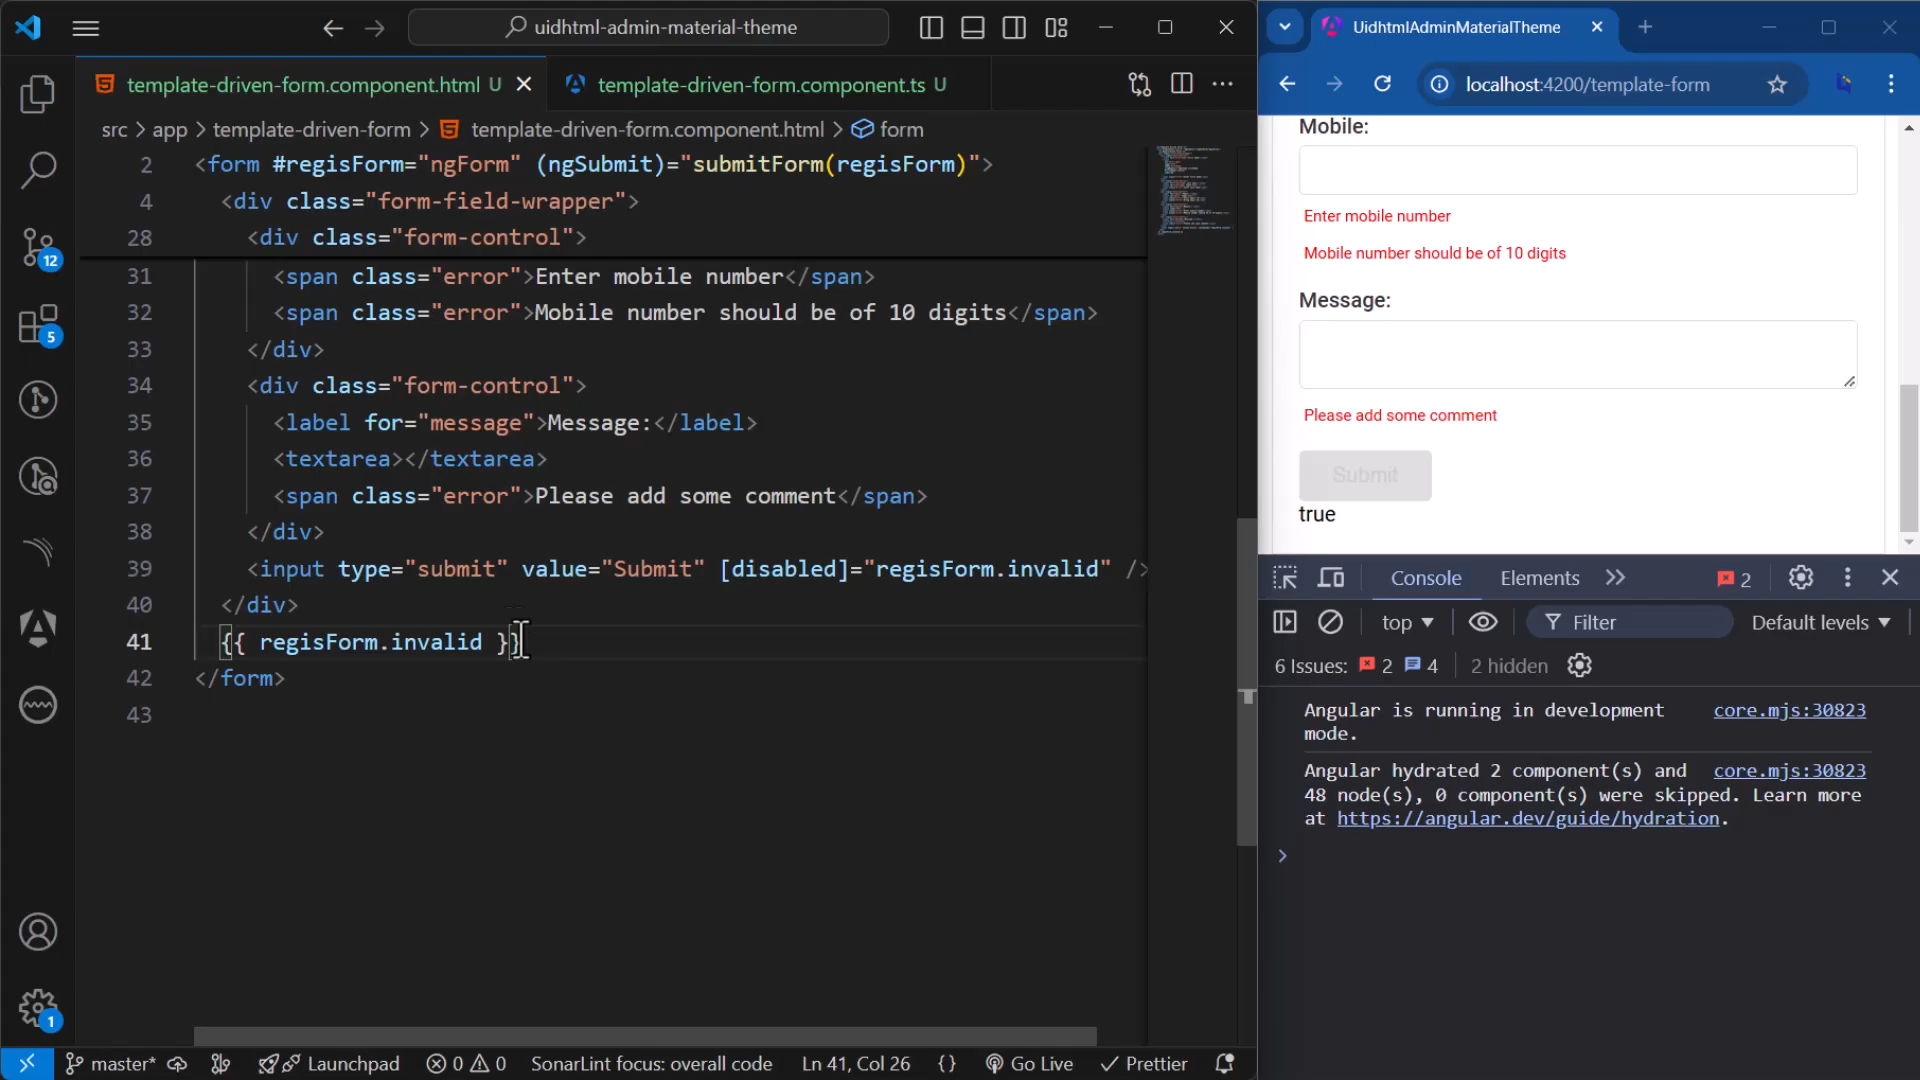 uidhtml-admin-material-theme
template-driven-form.component.html U
template-driven-form.component.ts U
src > app > template-driven-form > template-driven-form.component.html > form
2 <form #regisForm="ngForm" (ngSubmit)="submitForm(regisForm)">
4 <div class="form-field-wrapper">
28 <div class="form-control">
31 <span class="error">Enter mobile number</span>
32 <span class="error">Mobile number should be of 10 digits</span>
33 </div>
34 <div class="form-control">
35 <label for="message">Message:</label>
36 <textarea></textarea>
37 <span class="error">Please add some comment</span>
38 </div>
39 <input type="submit" value="Submit" [disabled]="regisForm.invalid" />
40 </div>
41 {{ regisForm.invalid }}
42 </form>
43
12
5
1
master*
Launchpad
0 0
SonarLint focus: overall code
Ln 41, Col 26
{}
Go Live
Prettier
UidhtmlAdminMaterialTheme
localhost:4200/template-form
Mobile:
Enter mobile number
Mobile number should be of 10 digits
Message:
Please add some comment
Submit
true
Console
Elements
2
top
Filter
Default levels
6 Issues: 2 4
2 hidden
Angular is running in development core.mjs:30823
mode.
Angular hydrated 2 component(s) and core.mjs:30823
48 node(s), 0 component(s) were skipped. Learn more
at https://angular.dev/guide/hydration.